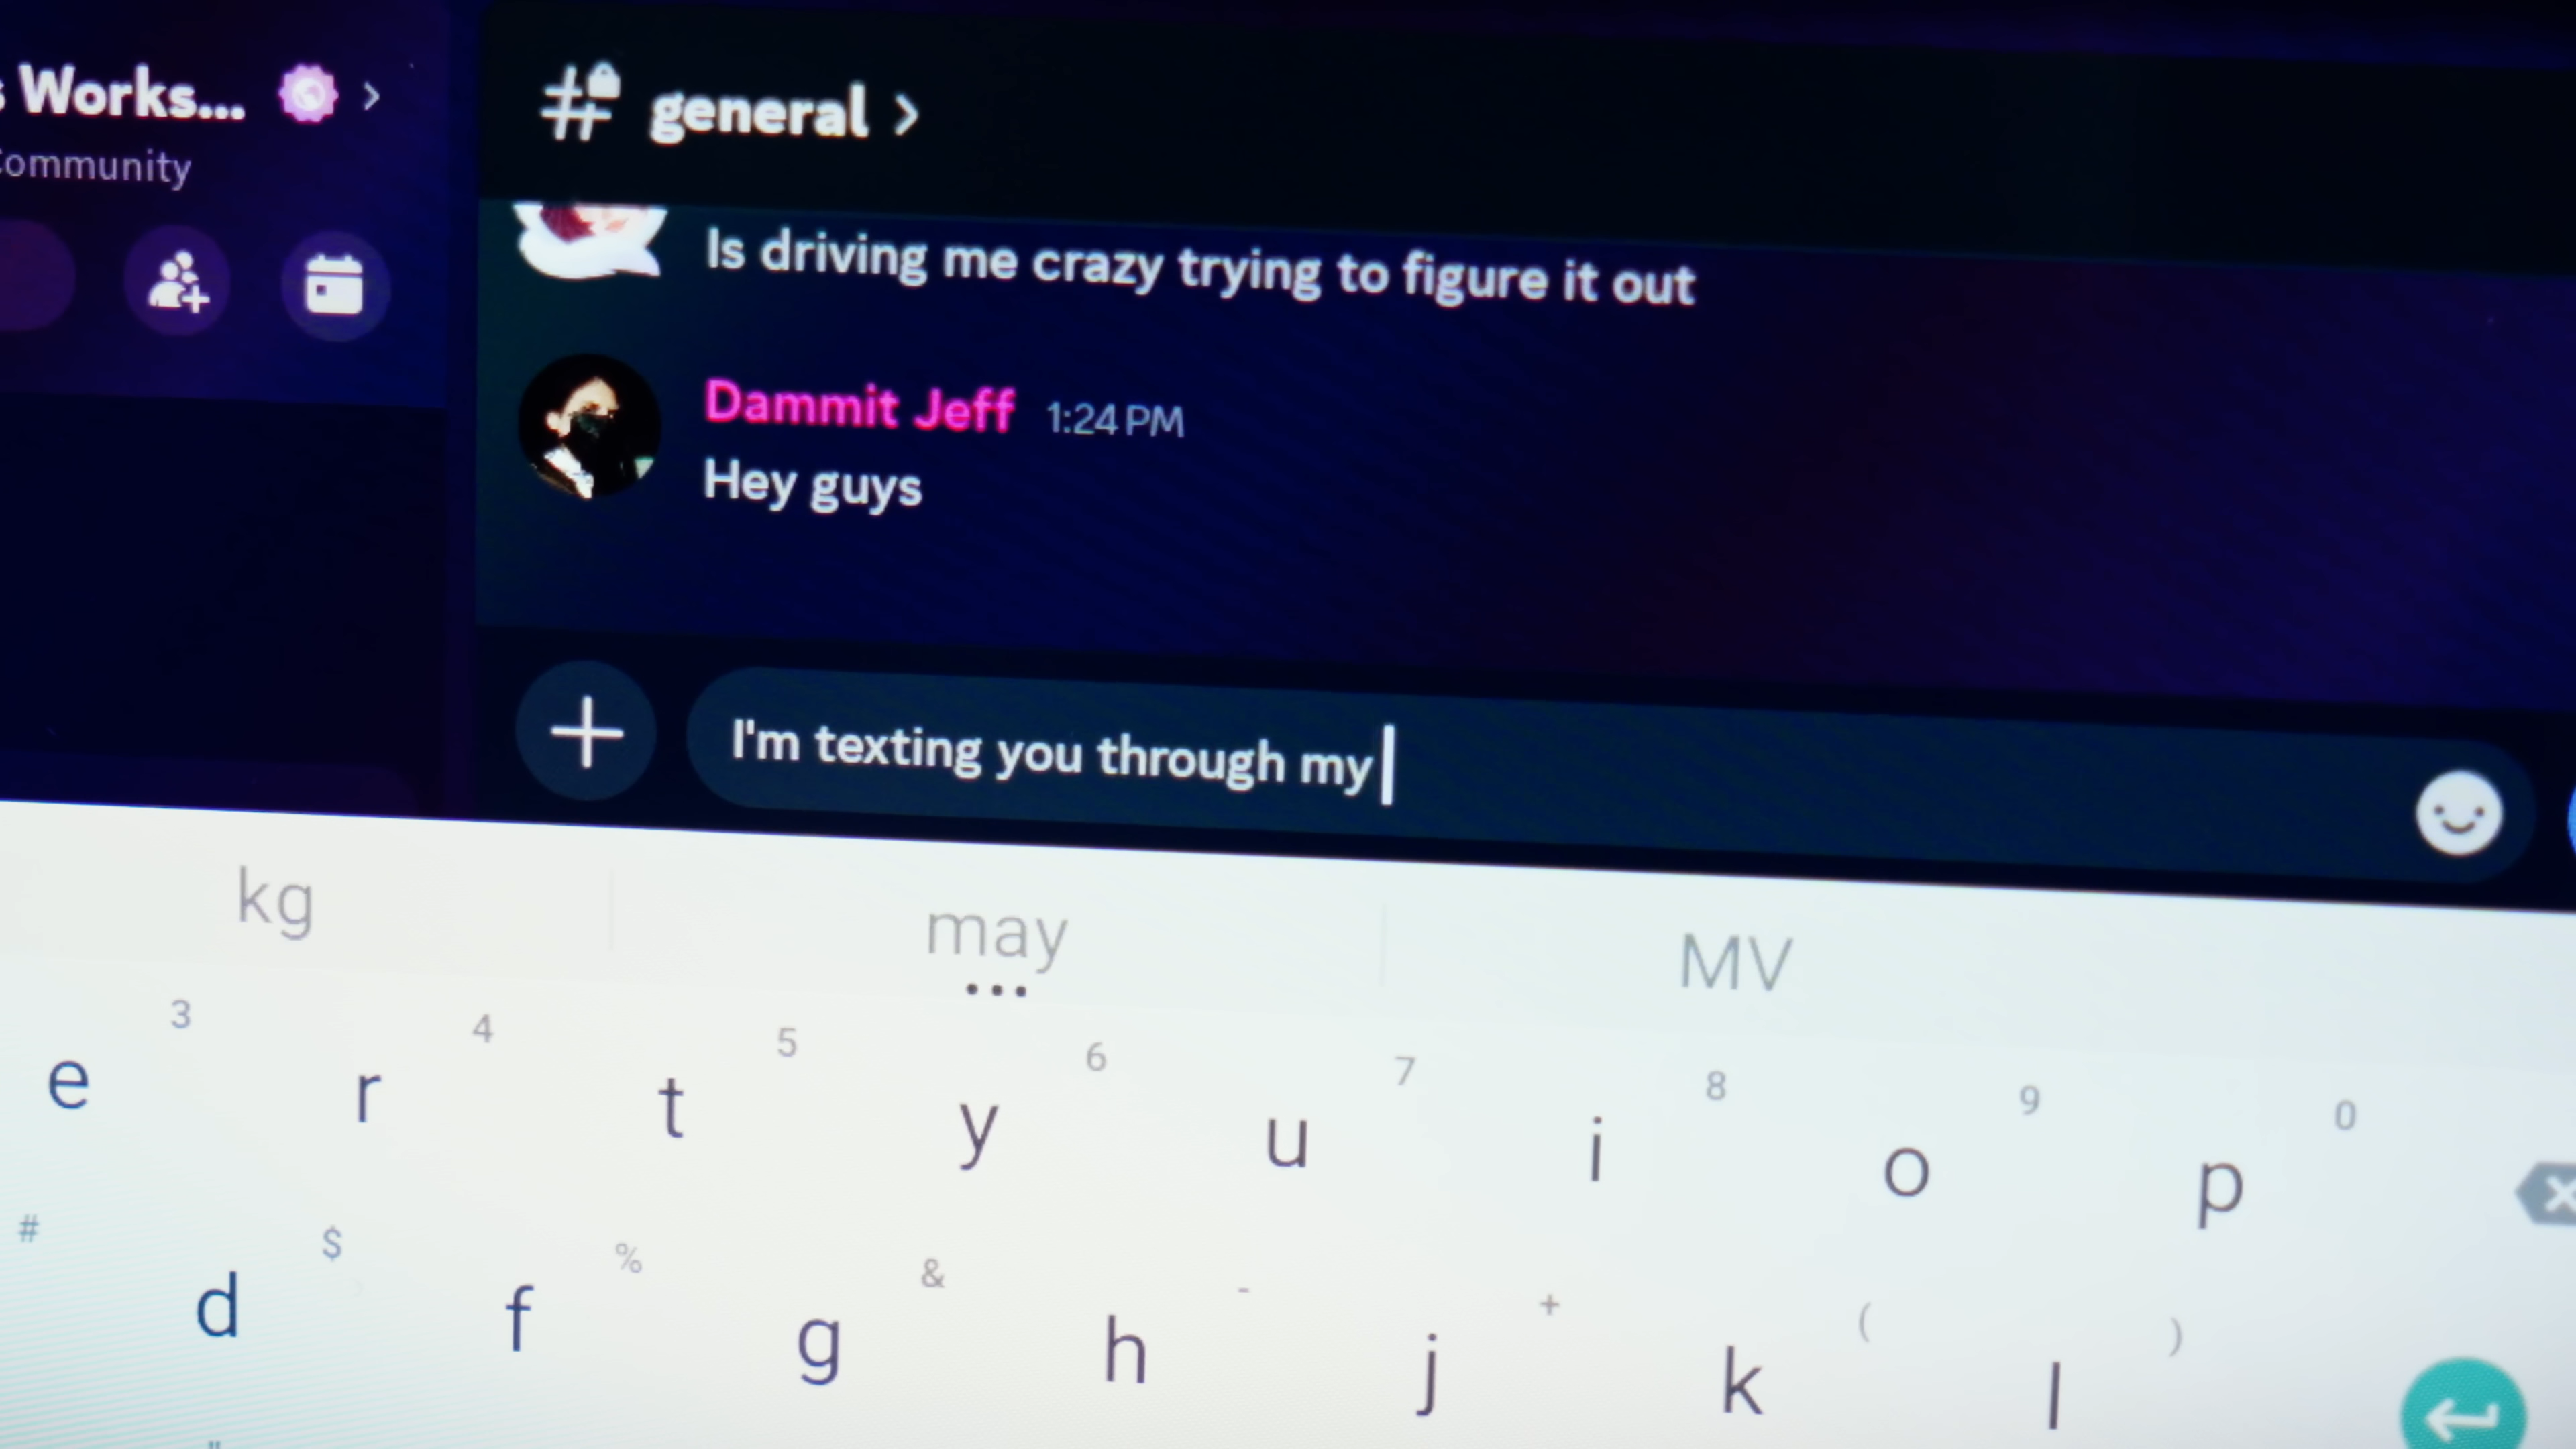 Works...
Community
general
Is driving me crazy trying to figure it out
Dammit Jeff 1:24 PM
Hey guys
I'm texting you through my
kg may MV
3 4 5 6 7 8 9 0
e r t y u i o p
# $ % & - + ( )
d f g h j k l
"